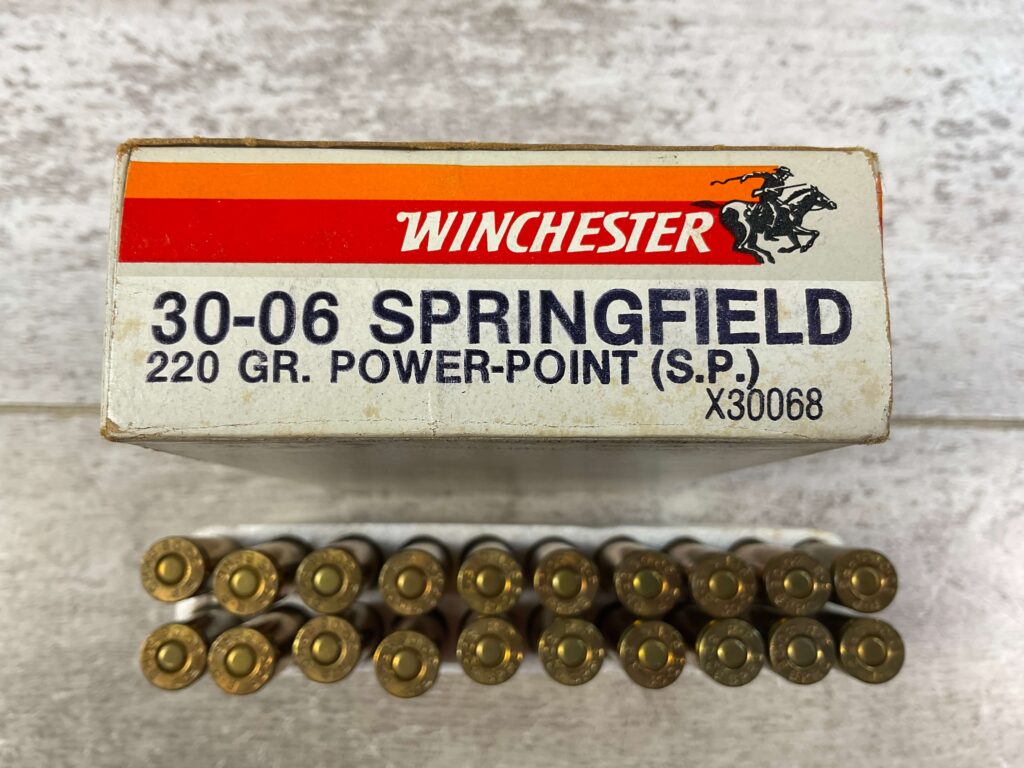 WINCHESTER
30-06 SPRINGFIELD
220 GR. POWER-POINT (S.P.)
X30068